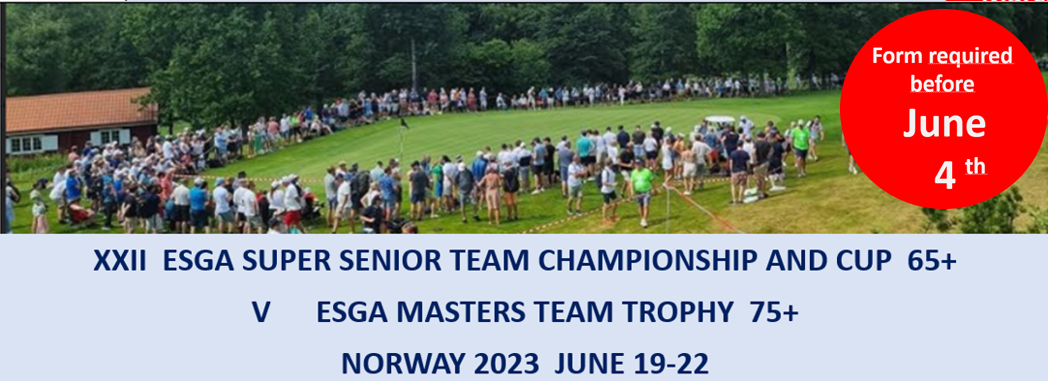 Form required
before
June
4 th
XXII ESGA SUPER SENIOR TEAM CHAMPIONSHIP AND CUP 65+
V ESGA MASTERS TEAM TROPHY 75+
NORWAY 2023 JUNE 19-22